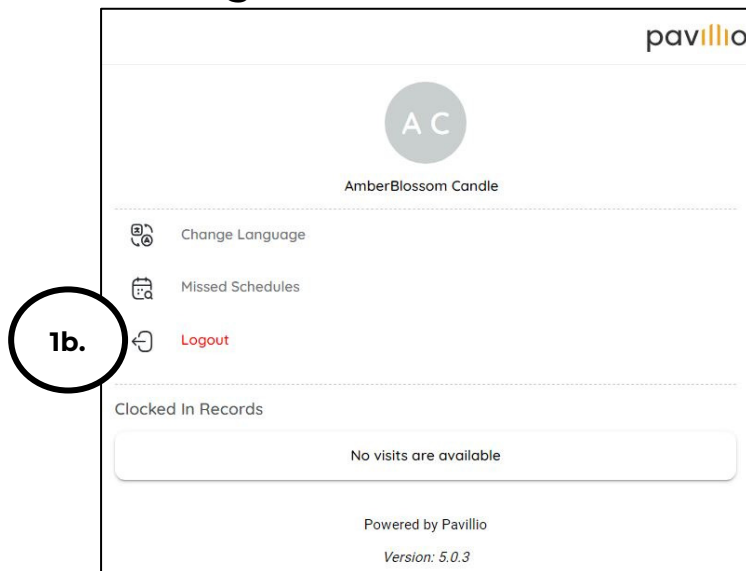 pavillio
A C
AmberBlossom Candle
Change Language
Missed Schedules
1b.
Logout
Clocked In Records
No visits are available
Powered by Pavillio
Version: 5.0.3